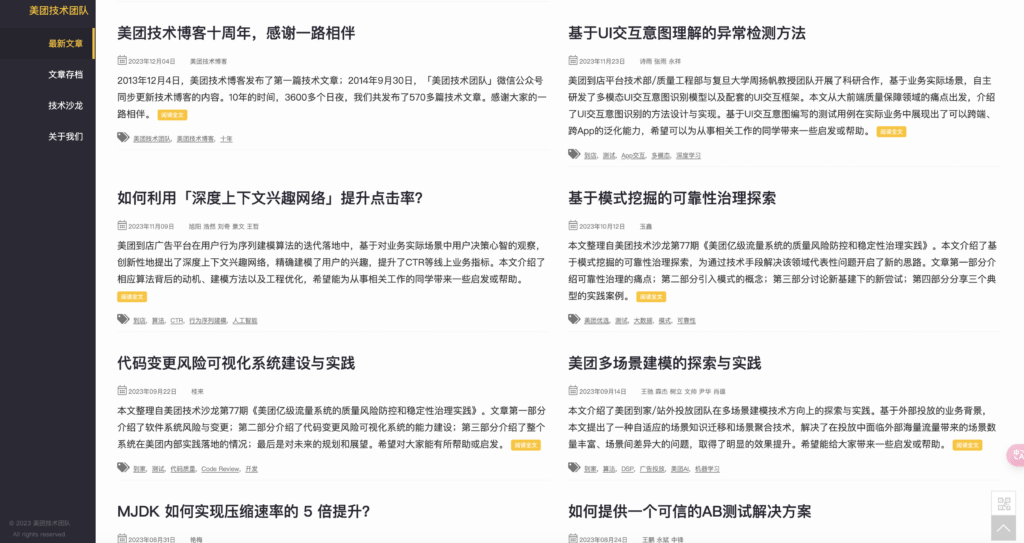 美团技术团队
最新文章
文章存档
技术沙龙
关于我们
© 2023 美团技术团队
All rights reserved.
美团技术博客十周年，感谢一路相伴
2023年12月04日 美团技术博客
2013年12月4日，美团技术博客发布了第一篇技术文章；2014年9月30日，「美团技术团队」微信公众号
同步更新技术博客的内容。10年的时间，3600多个日夜，我们共发布了570多篇技术文章。感谢大家的一
路相伴。 阅读全文
美团技术团队, 美团技术博客, 十年
基于UI交互意图理解的异常检测方法
2023年11月23日 诗雨 张雨 永祥
美团到店平台技术部/质量工程部与复旦大学周扬帆教授团队开展了科研合作，基于业务实际场景，自主
研发了多模态UI交互意图识别模型以及配套的UI交互框架。本文从大前端质量保障领域的痛点出发，介绍
了UI交互意图识别的方法设计与实现。基于UI交互意图编写的测试用例在实际业务中展现出了可以跨端、
跨App的泛化能力，希望可以为从事相关工作的同学带来一些启发或帮助。 阅读全文
到店, 测试, App交互, 多模态, 深度学习
如何利用「深度上下文兴趣网络」提升点击率？
2023年11月09日 旭阳 浩然 刘奇 景文 王哲
美团到店广告平台在用户行为序列建模算法的迭代落地中，基于对业务实际场景中用户决策心智的观察，
创新性地提出了深度上下文兴趣网络，精确建模了用户的兴趣，提升了CTR等线上业务指标。本文介绍了
相应算法背后的动机、建模方法以及工程优化，希望能为从事相关工作的同学带来一些启发或帮助。
阅读全文
到店, 算法, CTR, 行为序列建模, 人工智能
基于模式挖掘的可靠性治理探索
2023年10月12日 玉鑫
本文整理自美团技术沙龙第77期《美团亿级流量系统的质量风险防控和稳定性治理实践》。本文介绍了基
于模式挖掘的可靠性治理探索，为通过技术手段解决该领域代表性问题开启了新的思路。文章第一部分介
绍可靠性治理的痛点；第二部分引入模式的概念；第三部分讨论新基建下的新尝试；第四部分分享三个典
型的实践案例。 阅读全文
美团优选, 测试, 大数据, 模式, 可靠性
代码变更风险可视化系统建设与实践
2023年09月22日 桂来
本文整理自美团技术沙龙第77期《美团亿级流量系统的质量风险防控和稳定性治理实践》。文章第一部分
介绍了软件系统风险与变更；第二部分介绍了代码变更风险可视化系统的能力建设；第三部分介绍了整个
系统在美团内部实践落地的情况；最后是对未来的规划和展望。希望对大家能有所帮助或启发。 阅读全文
到家, 测试, 代码质量, Code Review, 开发
美团多场景建模的探索与实践
2023年09月14日 王驰 森杰 树立 文帅 尹华 肖雄
本文介绍了美团到家/站外投放团队在多场景建模技术方向上的探索与实践。基于外部投放的业务背景，
本文提出了一种自适应的场景知识迁移和场景聚合技术，解决了在投放中面临外部海量流量带来的场景数
量丰富、场景间差异大的问题，取得了明显的效果提升。希望能给大家带来一些启发或帮助。 阅读全文
到家, 算法, DSP, 广告投放, 美团AI, 机器学习
MJDK 如何实现压缩速率的 5 倍提升？
2023年08月31日 艳梅
如何提供一个可信的AB测试解决方案
2023年08月24日 王鹏 永斌 中锋